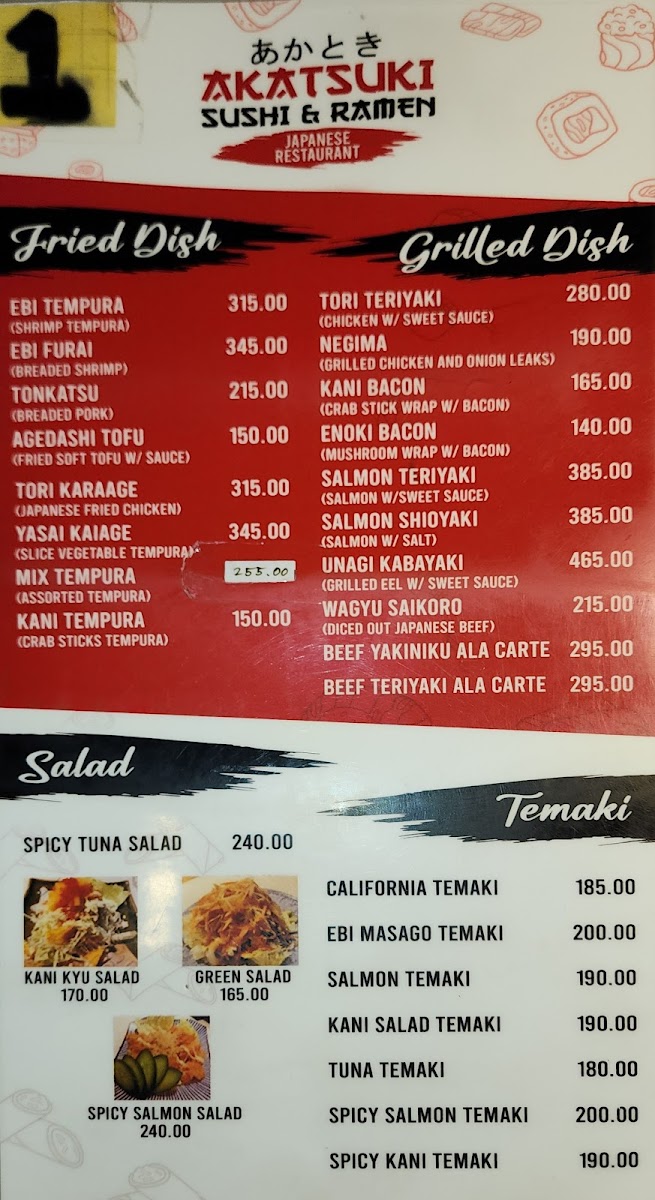 1
あかとき
AKATSUKI
SUSHI & RAMEN
JAPANESE
RESTAURANT
Fried Dish
EBI TEMPURA 315.00
(SHRIMP TEMPURA)
EBI FURAI 345.00
(BREADED SHRIMP)
TONKATSU 215.00
(BREADED PORK)
AGEDASHI TOFU 150.00
(FRIED SOFT TOFU W/ SAUCE)
TORI KARAAGE 315.00
(JAPANESE FRIED CHICKEN)
YASAI KAIAGE 345.00
(SLICE VEGETABLE TEMPURA)
MIX TEMPURA 255.00
(ASSORTED TEMPURA)
KANI TEMPURA 150.00
(CRAB STICKS TEMPURA)
Grilled Dish
TORI TERIYAKI 280.00
(CHICKEN W/ SWEET SAUCE)
NEGIMA 190.00
(GRILLED CHICKEN AND ONION LEAKS)
KANI BACON 165.00
(CRAB STICK WRAP W/ BACON)
ENOKI BACON 140.00
(MUSHROOM WRAP W/ BACON)
SALMON TERIYAKI 385.00
(SALMON W/SWEET SAUCE)
SALMON SHIOYAKI 385.00
(SALMON W/ SALT)
UNAGI KABAYAKI 465.00
(GRILLED EEL W/ SWEET SAUCE)
WAGYU SAIKORO 215.00
(DICED OUT JAPANESE BEEF)
BEEF YAKINIKU ALA CARTE 295.00
BEEF TERIYAKI ALA CARTE 295.00
Salad
SPICY TUNA SALAD 240.00
KANI KYU SALAD
170.00
GREEN SALAD
165.00
SPICY SALMON SALAD
240.00
Temaki
CALIFORNIA TEMAKI 185.00
EBI MASAGO TEMAKI 200.00
SALMON TEMAKI 190.00
KANI SALAD TEMAKI 190.00
TUNA TEMAKI 180.00
SPICY SALMON TEMAKI 200.00
SPICY KANI TEMAKI 190.00